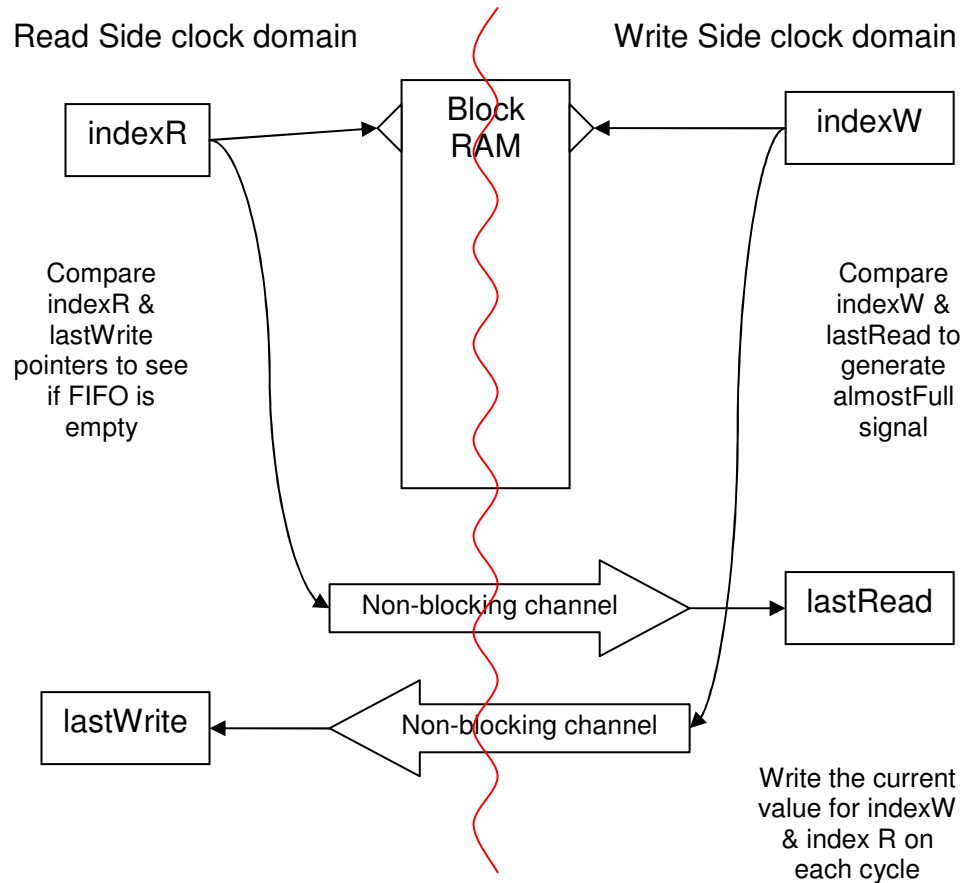 Read Side clock domain
Write Side clock domain
indexR
Block
RAM
indexW
Compare
indexR &
lastWrite
pointers to see
if FIFO is
empty
Compare
indexW &
lastRead to
generate
almostFull
signal
Non-blocking channel
lastRead
lastWrite
Non-blocking channel
Write the current
value for indexW
& index R on
each cycle